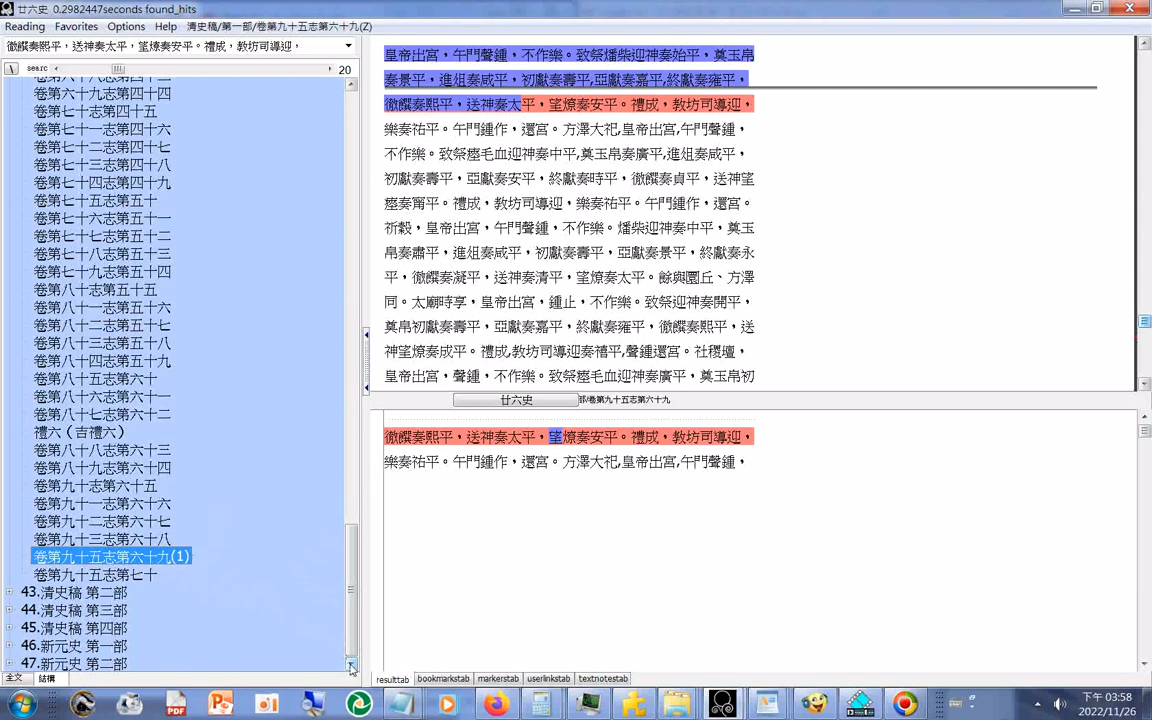 廿六史 0.2982447seconds found_hits
Reading Favorites Options Help 清史稿/第一部/卷第九十五志第六十九(Z)
徹饌奏熙平，送神奏太平，望燎奏安平。禮成，教坊司導迎，
searc
20
卷第六十八志第四十三
卷第六十九志第四十四
卷第七十志第四十五
卷第七十一志第四十六
卷第七十二志第四十七
卷第七十三志第四十八
卷第七十四志第四十九
卷第七十五志第五十
卷第七十六志第五十一
卷第七十七志第五十二
卷第七十八志第五十三
卷第七十九志第五十四
卷第八十志第五十五
卷第八十一志第五十六
卷第八十二志第五十七
卷第八十三志第五十八
卷第八十四志第五十九
卷第八十五志第六十
卷第八十六志第六十一
卷第八十七志第六十二
禮六（吉禮六）
卷第八十八志第六十三
卷第八十九志第六十四
卷第九十志第六十五
卷第九十一志第六十六
卷第九十二志第六十七
卷第九十三志第六十八
卷第九十五志第六十九(1)
卷第九十五志第七十
43.清史稿 第二部
44.清史稿 第三部
45.清史稿 第四部
46.新元史 第一部
47.新元史 第二部
全文 結構
皇帝出宮，午門聲鍾，不作樂。致祭燔柴迎神奏始平，奠玉帛
奏景平，進俎奏咸平，初獻奏壽平,亞獻奏嘉平,終獻奏雍平，
徹饌奏熙平，送神奏太平，望燎奏安平。禮成，教坊司導迎，
樂奏祐平。午門鍾作，還宮。方澤大祀,皇帝出宮,午門聲鍾，
不作樂。致祭瘞毛血迎神奏中平,奠玉帛奏廣平,進俎奏咸平，
初獻奏壽平，亞獻奏安平，終獻奏時平，徹饌奏貞平，送神望
瘞奏甯平。禮成，教坊司導迎，樂奏祐平。午門鍾作，還宮。
祈穀，皇帝出宮，午門聲鍾，不作樂。燔柴迎神奏中平，奠玉
帛奏肅平，進俎奏咸平，初獻奏壽平，亞獻奏景平，終獻奏永
平，徹饌奏凝平，送神奏清平，望燎奏太平。餘與圜丘、方澤
同。太廟時享，皇帝出宮，鍾止，不作樂。致祭迎神奏開平，
奠帛初獻奏壽平，亞獻奏嘉平，終獻奏雍平，徹饌奏熙平，送
神望燎奏成平。禮成,教坊司導迎奏禧平,聲鍾還宮。社稷壇，
皇帝出宮，聲鍾，不作樂。致祭瘞毛血迎神奏廣平，奠玉帛初
廿六史 部/卷第九十五志第六十九
徹饌奏熙平，送神奏太平，望燎奏安平。禮成，教坊司導迎，
樂奏祐平。午門鍾作，還宮。方澤大祀,皇帝出宮,午門聲鍾，
resulttab bookmarkstab markerstab userlinkstab textnotestab
PDF
下午 03:58
2022/11/26